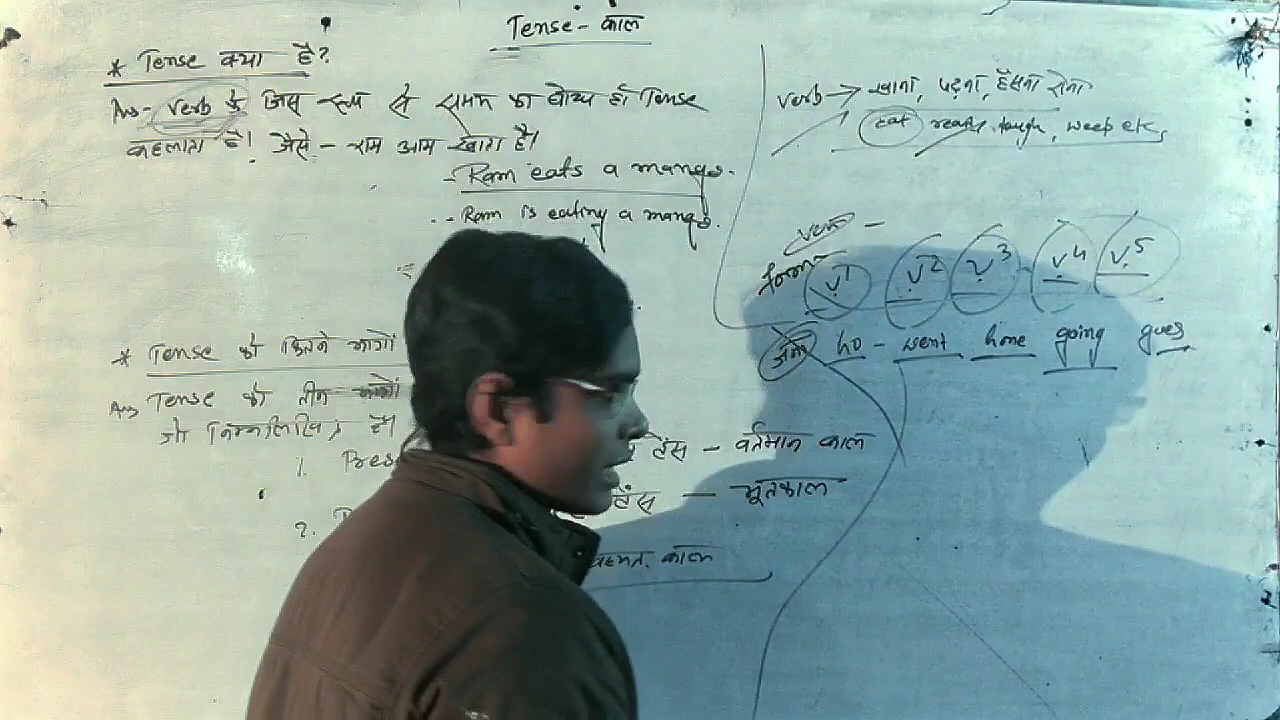 Tense - काल
* Tense क्या है?
Ans - Verb के जिस रूप से समय का बोध हो Tense
कहलाता है। जैसे - राम आम खाता है।
- Ram eats a mango.
- Ram is eating a mango.
* Tense को कितने भागों
Ans Tense को तीन भागों
जो निम्नलिखित है।
1. Pres टेंस - वर्तमान काल
2. टेंस - भूतकाल
काल
verb → खाना, पढ़ना, हँसना रोना
eat read, laugh, weep etc,
verb -
forms V1 V2 V3 V4 V5
went going goes